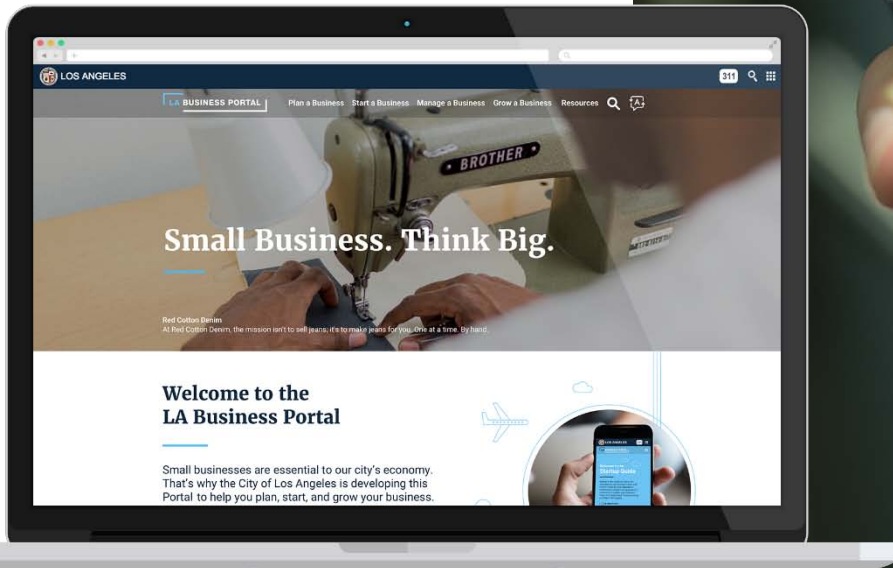 LOS ANGELES
311
LA BUSINESS PORTAL
Plan a Business Start a Business Manage a Business Grow a Business Resources
A
BROTHER
Small Business. Think Big.
Red Cotton Denim
At Red Cotton Denim, the mission isn't to sell jeans; it's to make jeans for you. One at a time. By hand.
Welcome to the
LA Business Portal
Small businesses are essential to our city's economy.
That's why the City of Los Angeles is developing this
Portal to help you plan, start, and grow your business.
LOS ANGELES
Startup Guide